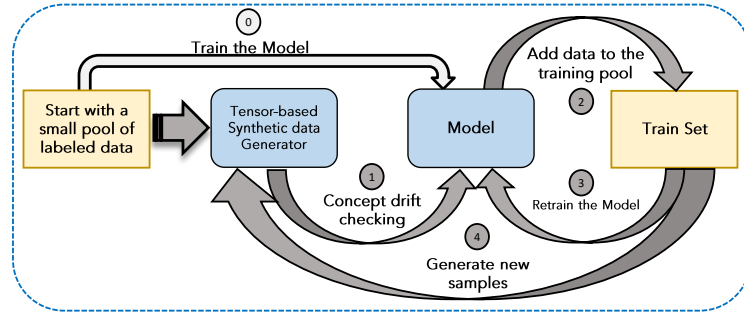 0
Train the Model
Start with a
small pool of
labeled data
Tensor-based
Synthetic data
Generator
Model
Add data to the
training pool
2
Train Set
1
Concept drift
checking
3
Retrain the Model
4
Generate new
samples